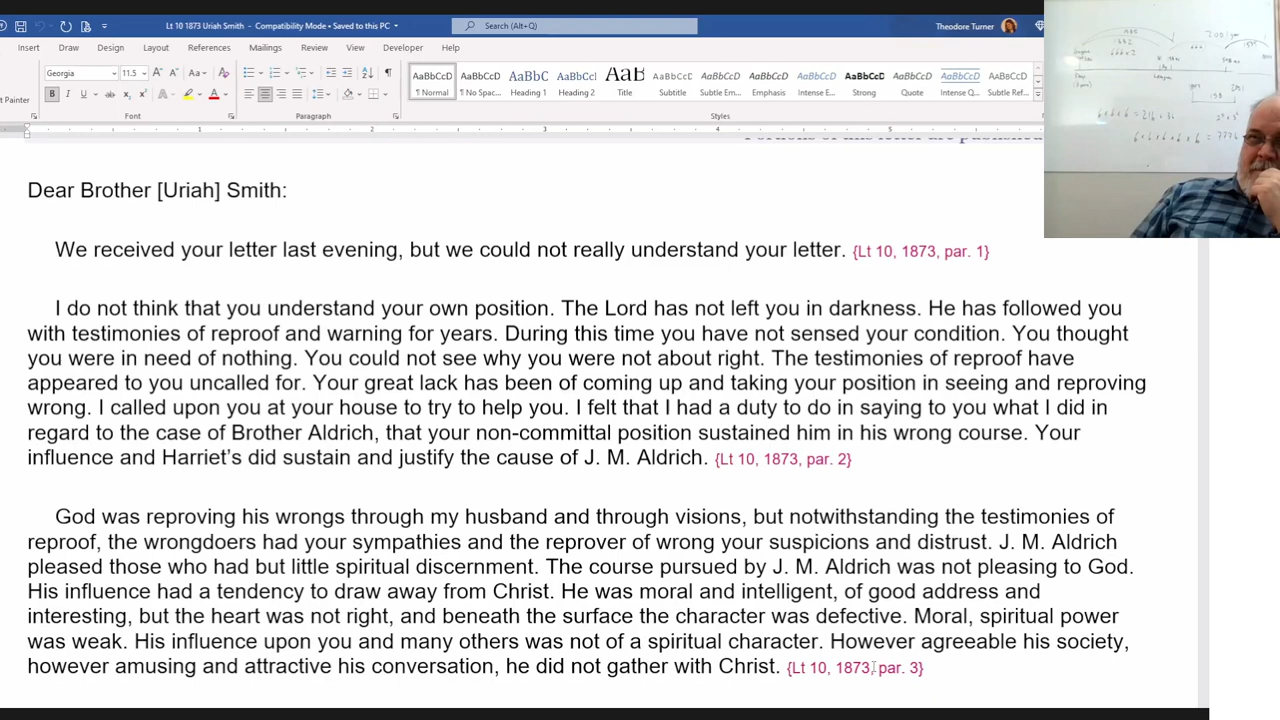 Lt 10 1873 Uriah Smith - Compatibility Mode • Saved to this PC
Search (Alt+Q)
Theodore Turner
Insert Draw Design Layout References Mailings Review View Developer Help
Georgia 11.5
AaBbCcD AaBbCcD AaBbC AaBbCc AaB AaBbCcD AaBbCcD AaBbCcD AaBbCcD AaBbCcD AaBbCcD AaBbCcD AaBbCcD
t Painter
Normal No Spac... Heading 1 Heading 2 Title Subtitle Subtle Em... Emphasis Intense E... Strong Quote Intense Q... Subtle Ref...
Font Paragraph Styles
1 2 3 4 5
Portions of this letter are published
Dear Brother [Uriah] Smith:
We received your letter last evening, but we could not really understand your letter. {Lt 10, 1873, par. 1}
I do not think that you understand your own position. The Lord has not left you in darkness. He has followed you
with testimonies of reproof and warning for years. During this time you have not sensed your condition. You thought
you were in need of nothing. You could not see why you were not about right. The testimonies of reproof have
appeared to you uncalled for. Your great lack has been of coming up and taking your position in seeing and reproving
wrong. I called upon you at your house to try to help you. I felt that I had a duty to do in saying to you what I did in
regard to the case of Brother Aldrich, that your non-committal position sustained him in his wrong course. Your
influence and Harriet's did sustain and justify the cause of J. M. Aldrich. {Lt 10, 1873, par. 2}
God was reproving his wrongs through my husband and through visions, but notwithstanding the testimonies of
reproof, the wrongdoers had your sympathies and the reprover of wrong your suspicions and distrust. J. M. Aldrich
pleased those who had but little spiritual discernment. The course pursued by J. M. Aldrich was not pleasing to God.
His influence had a tendency to draw away from Christ. He was moral and intelligent, of good address and
interesting, but the heart was not right, and beneath the surface the character was defective. Moral, spiritual power
was weak. His influence upon you and many others was not of a spiritual character. However agreeable his society,
however amusing and attractive his conversation, he did not gather with Christ. {Lt 10, 1873, par. 3}